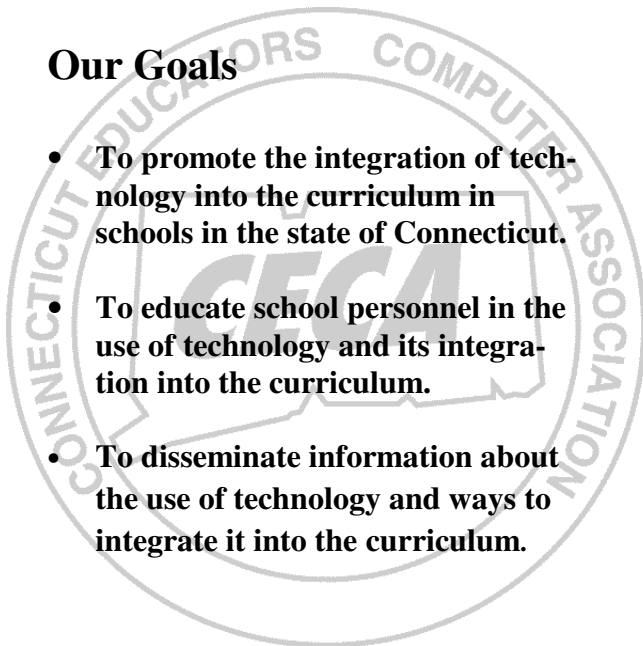 Our Goals
CONNECTICUT EDUCATORS COMPUTER ASSOCIATION
CECA
• To promote the integration of tech-
nology into the curriculum in
schools in the state of Connecticut.
• To educate school personnel in the
use of technology and its integra-
tion into the curriculum.
• To disseminate information about
the use of technology and ways to
integrate it into the curriculum.